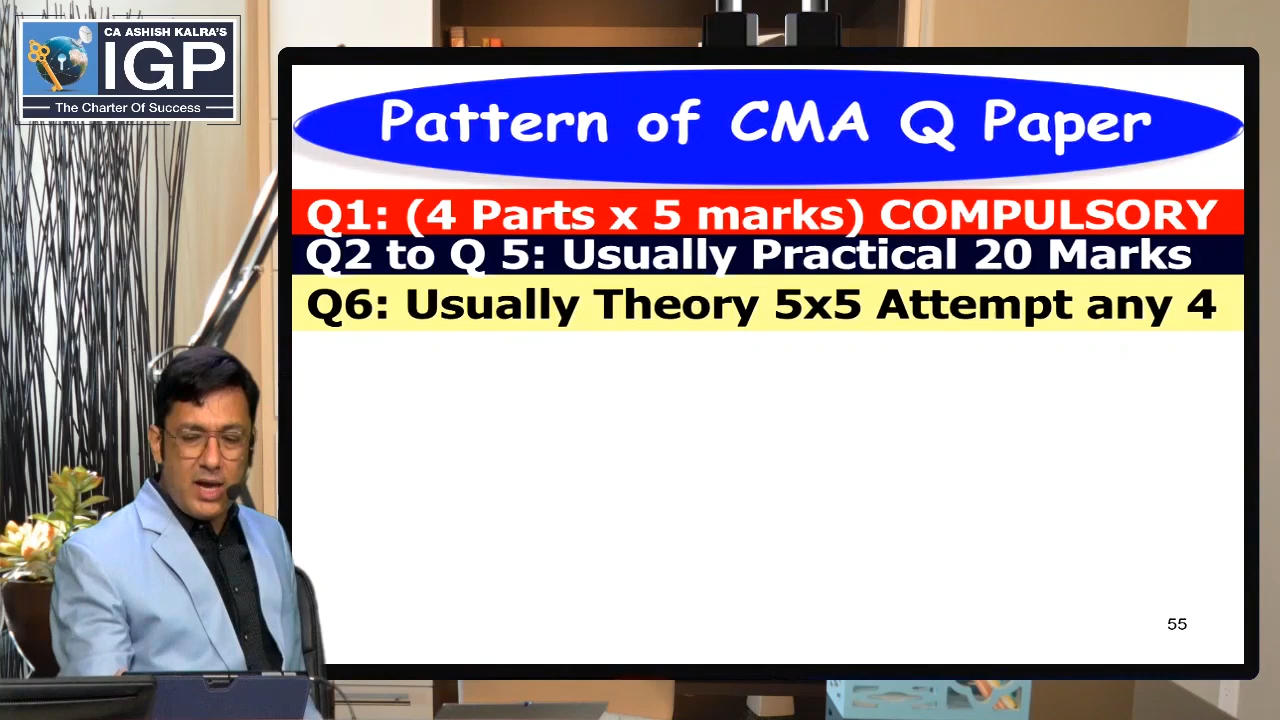 CA ASHISH KALRA'S
IGP
The Charter Of Success
Pattern of CMA Q Paper
Q1: (4 Parts x 5 marks) COMPULSORY
Q2 to Q 5: Usually Practical 20 Marks
Q6: Usually Theory 5x5 Attempt any 4
55